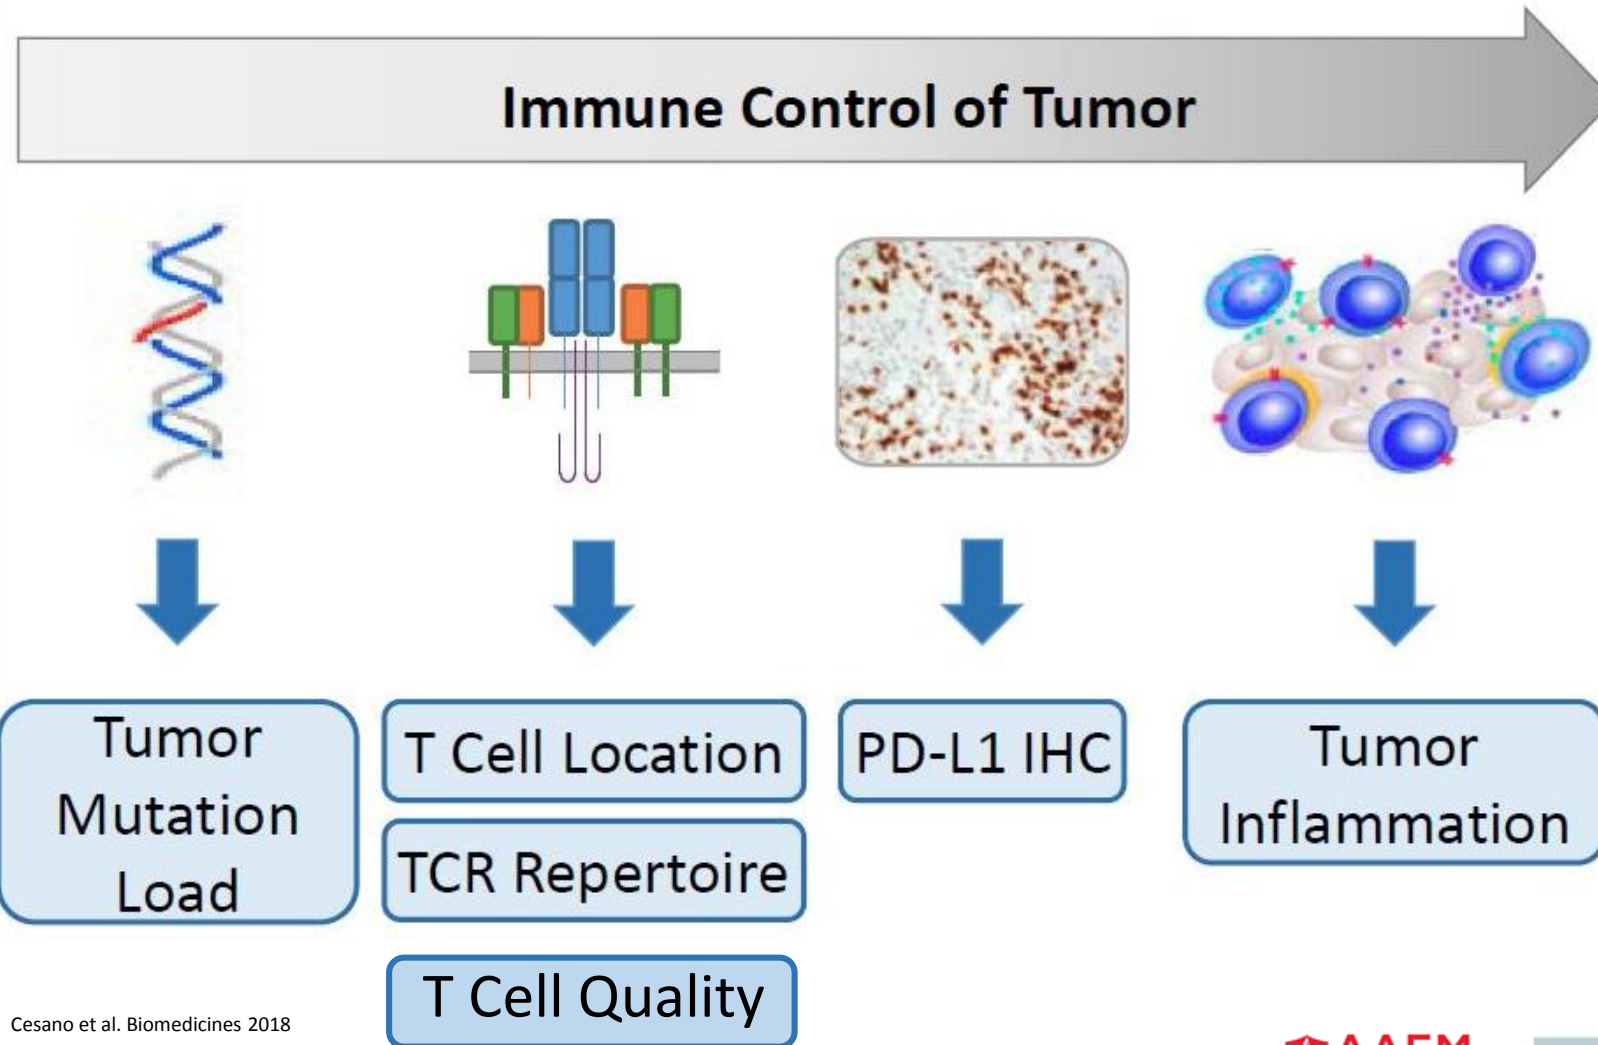 Immune Control of Tumor
Tumor
Mutation
Load
T Cell Location
TCR Repertoire
T Cell Quality
PD-L1 IHC
Tumor
Inflammation
Cesano et al. Biomedicines 2018